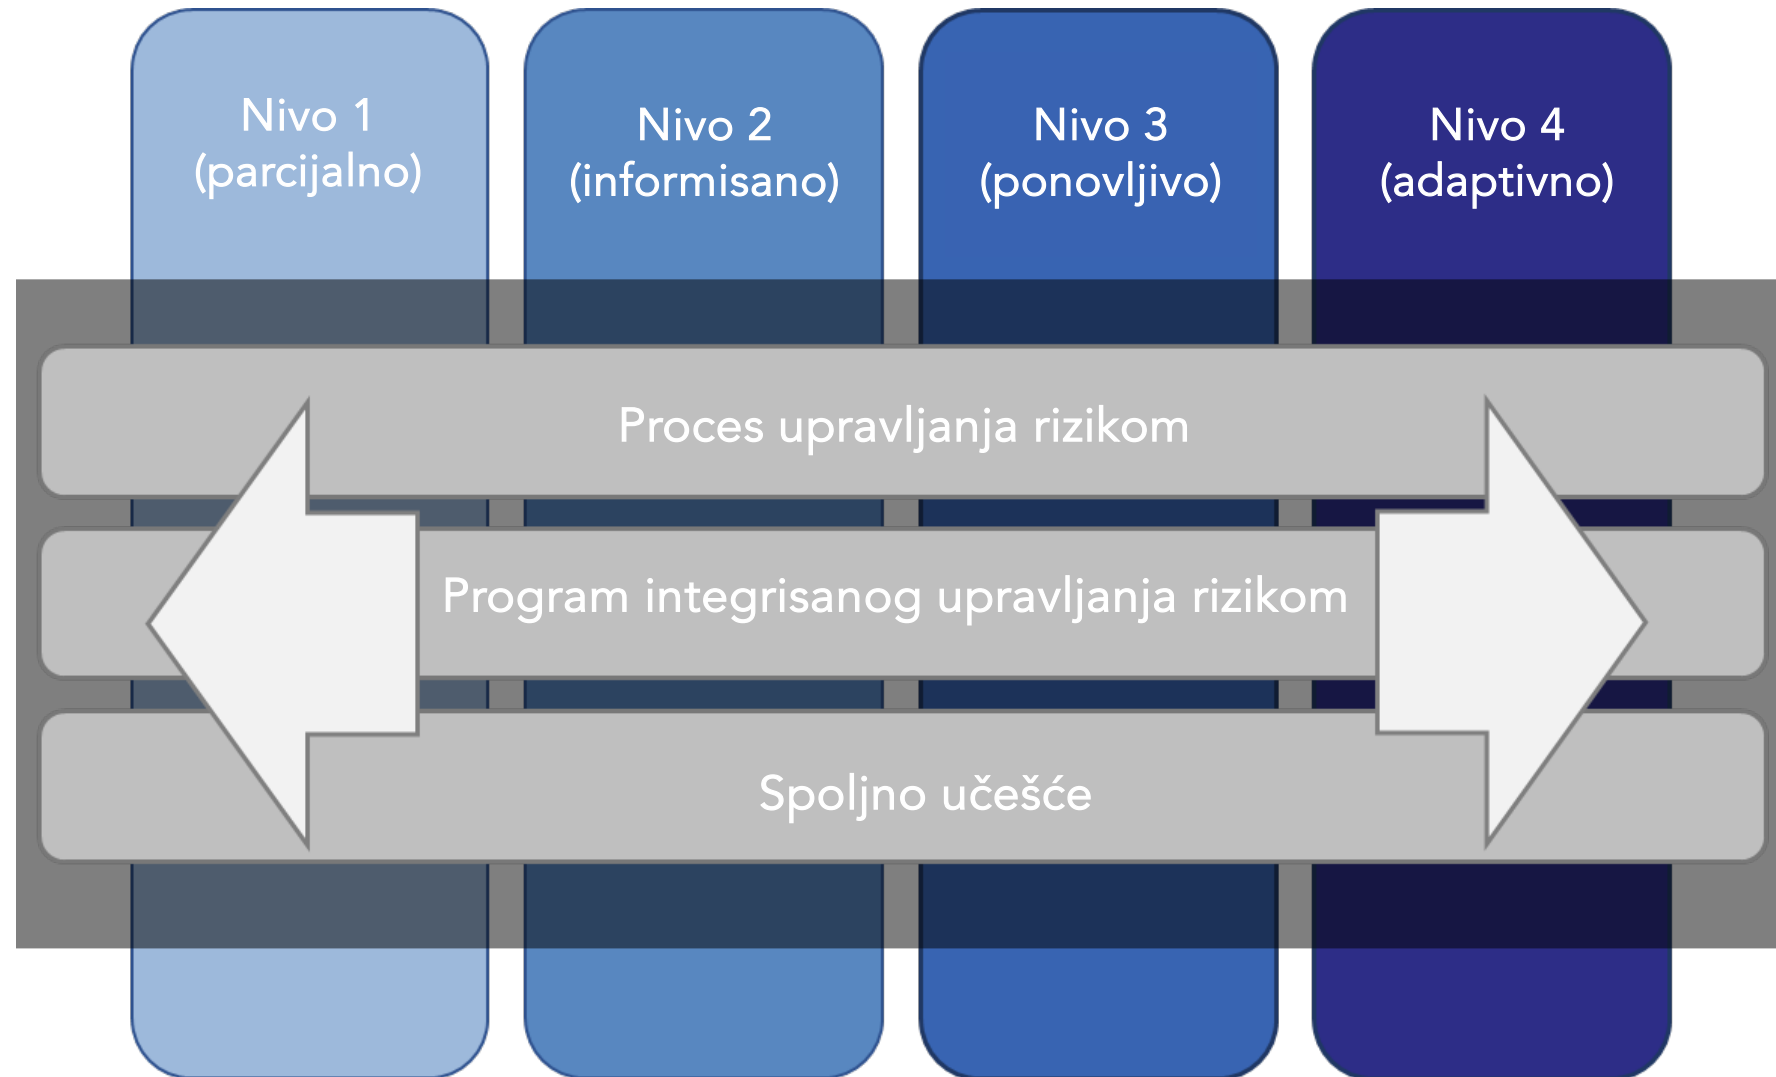 Nivo 1
(parcijalno)
Nivo 2
(informisano)
Nivo 3
(ponovljivo)
Nivo 4
(adaptivno)
Proces upravljanja rizikom
Program integrisanog upravljanja rizikom
Spoljno učešće